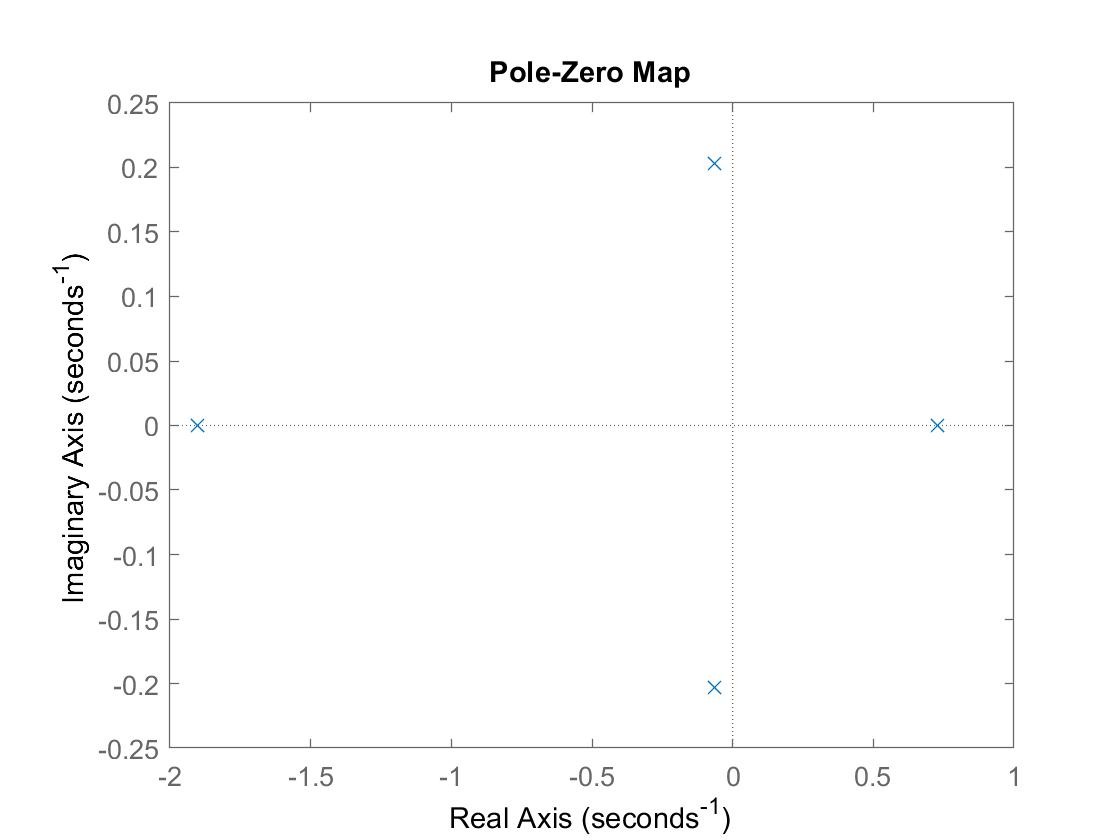 Pole-Zero Map
0.25
0.2
0.15
0.1
0.05
0
-0.05
-0.1
-0.15
-0.2
-0.25
Imaginary Axis (seconds⁻¹)
-2 -1.5 -1 -0.5 0 0.5 1
Real Axis (seconds⁻¹)